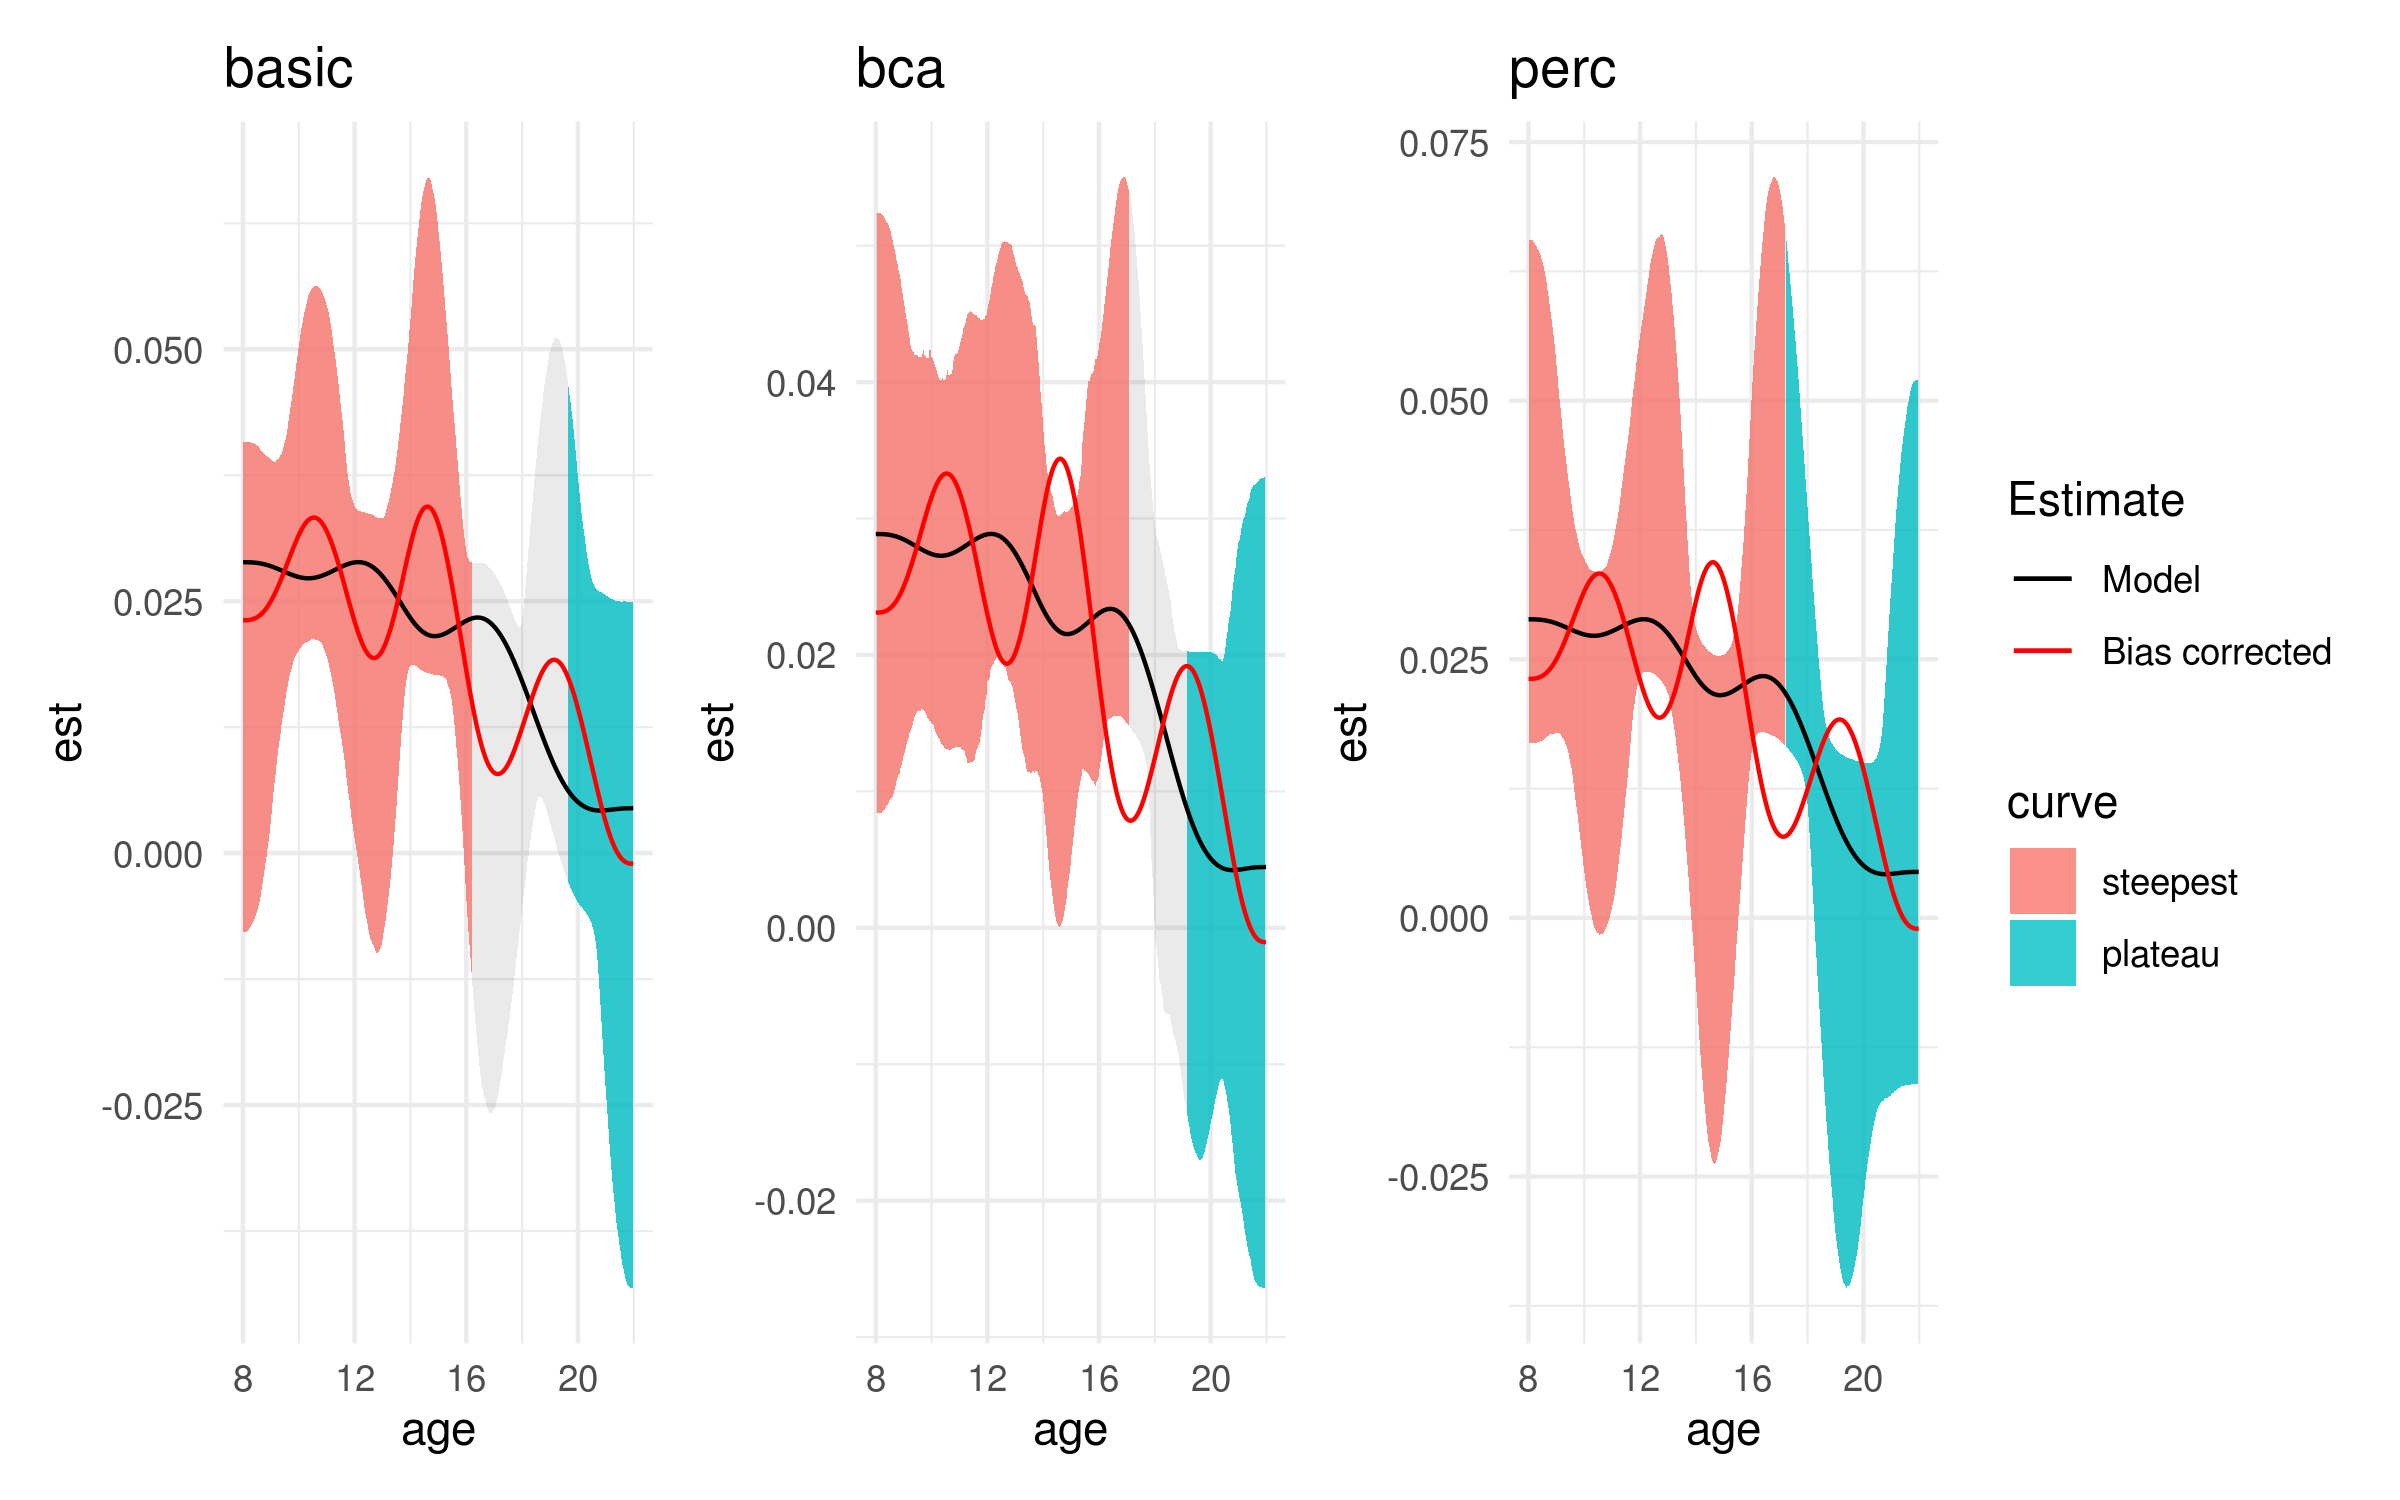 basic
bca
perc
0.050
0.025
0.000
-0.025
est
8 12 16 20
age
0.04
0.02
0.00
-0.02
est
8 12 16 20
age
0.075
0.050
0.025
0.000
-0.025
est
8 12 16 20
age
Estimate
Model
Bias corrected
curve
steepest
plateau